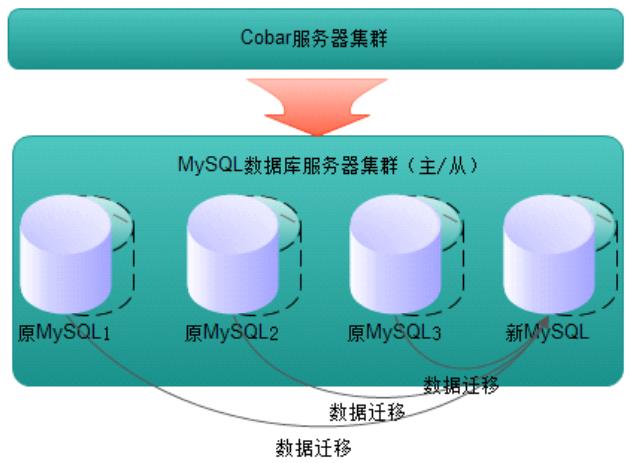 Cobar服务器集群
MySQL数据库服务器集群（主/从）
原MySQL1
原MySQL2
原MySQL3
新MySQL
数据迁移
数据迁移
数据迁移